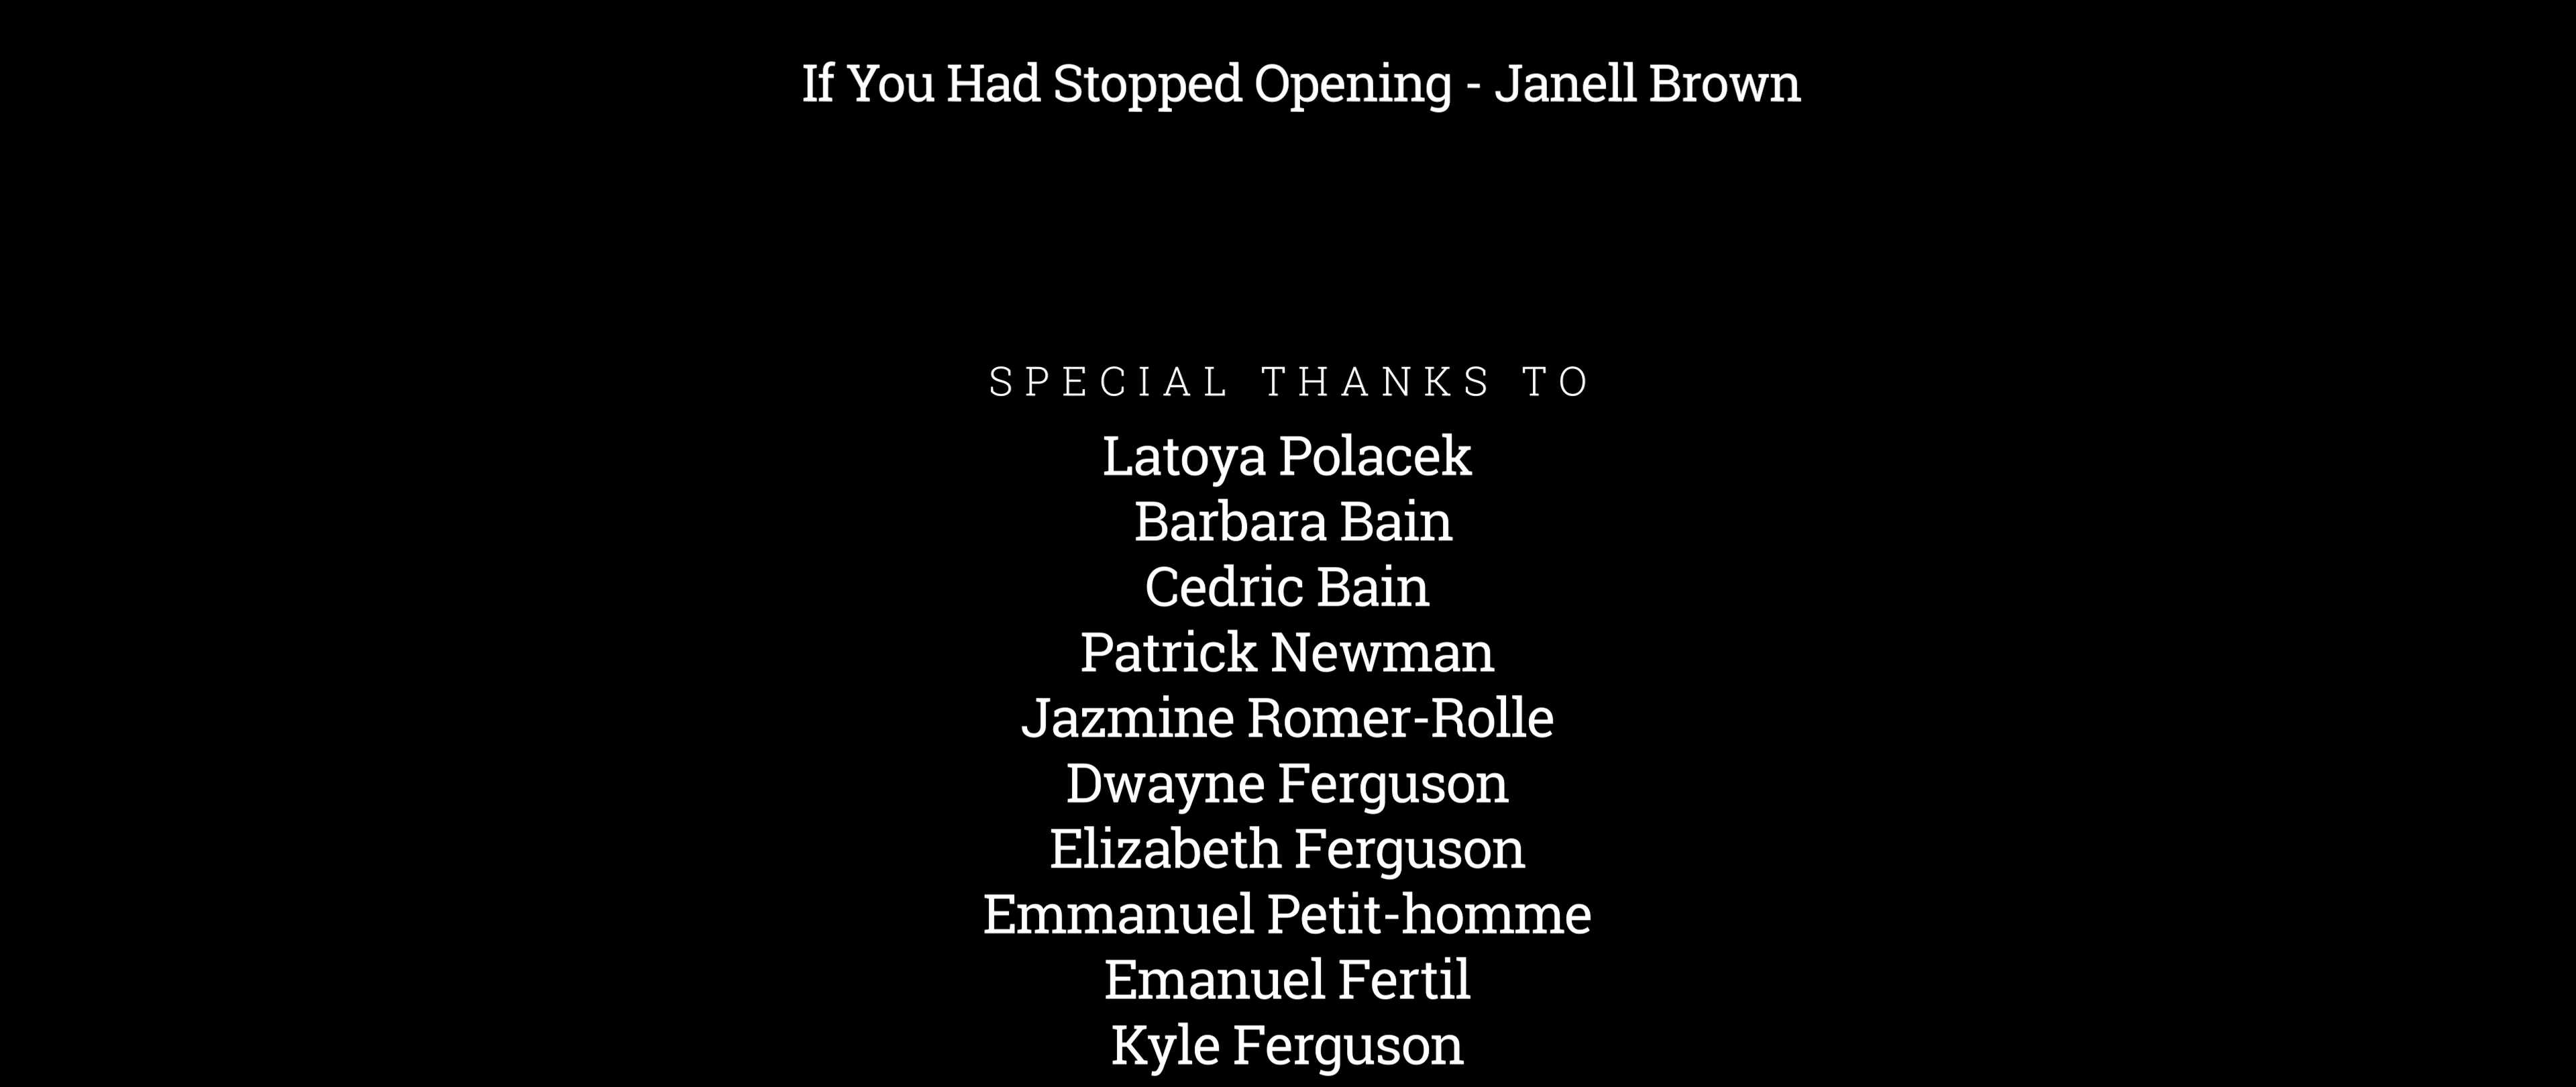 If You Had Stopped Opening - Janell Brown
SPECIAL THANKS TO
Latoya Polacek
Barbara Bain
Cedric Bain
Patrick Newman
Jazmine Romer-Rolle
Dwayne Ferguson
Elizabeth Ferguson
Emmanuel Petit-homme
Emanuel Fertil
Kyle Ferguson